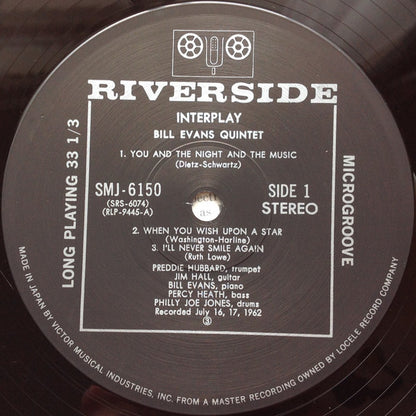 RIVERSIDE
INTERPLAY
BILL EVANS QUINTET
1. YOU AND THE NIGHT AND THE MUSIC
(Dietz-Schwartz)
SMJ-6150
(SRS-6074)
(RLP-9445-A)
SIDE 1
STEREO
2. WHEN YOU WISH UPON A STAR
(Washington-Harline)
3. I'LL NEVER SMILE AGAIN
(Ruth Lowe)
FREDDIE HUBBARD, trumpet
JIM HALL, guitar
BILL EVANS, piano
PERCY HEATH, bass
PHILLY JOE JONES, drums
Recorded July 16, 17, 1962
③
LONG PLAYING 33 1/3
MICROGROOVE
MADE IN JAPAN BY VICTOR MUSICAL INDUSTRIES, INC. FROM A MASTER RECORDING OWNED BY LOCELE RECORD COMPANY